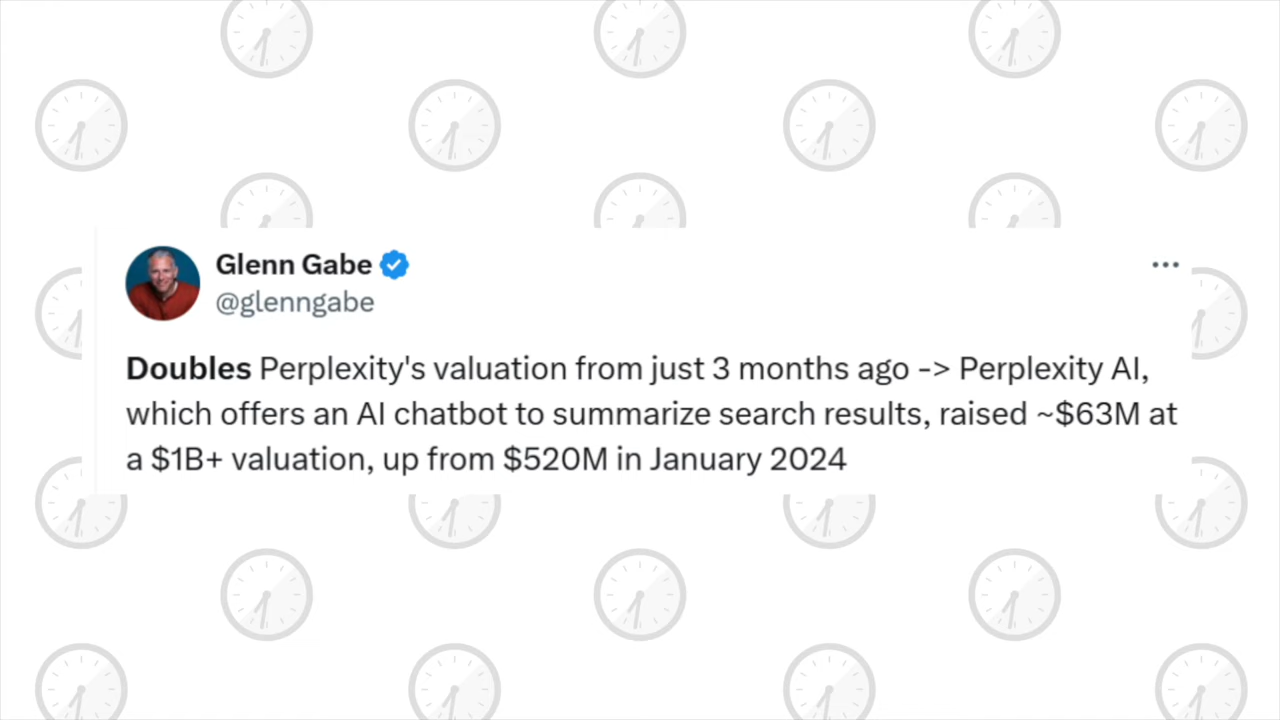 Glenn Gabe
@glenngabe
Doubles Perplexity's valuation from just 3 months ago -> Perplexity AI,
which offers an AI chatbot to summarize search results, raised ~$63M at
a $1B+ valuation, up from $520M in January 2024